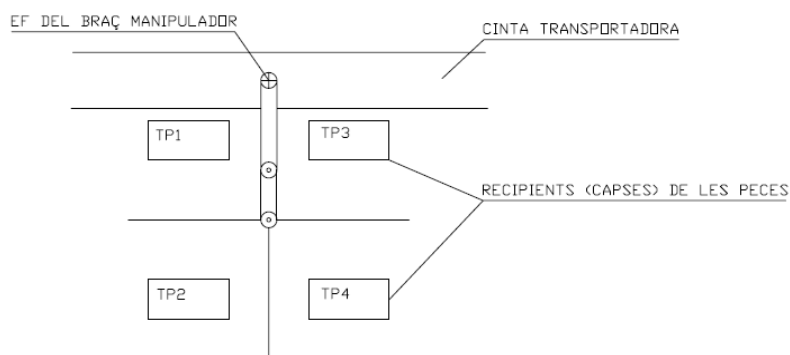 EF DEL BRAÇ MANIPULADOR
CINTA TRANSPORTADORA
TP1
TP3
RECIPIENTS (CAPSES) DE LES PECES
TP2
TP4